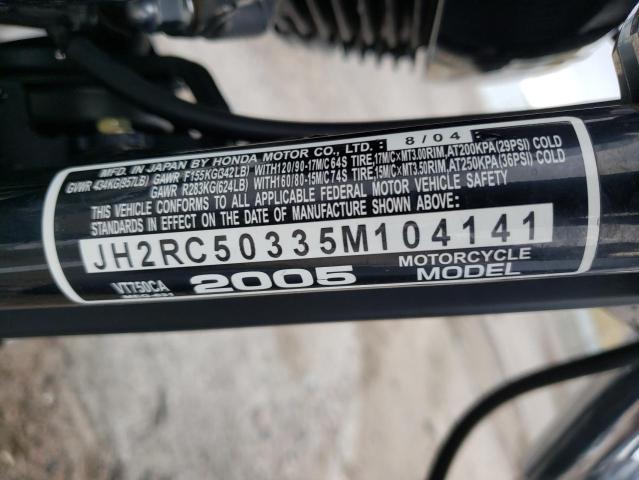 MFD. IN JAPAN BY HONDA MOTOR CO., LTD. 8/04
GVWR 434KG(957LB) GAWR F155KG(342LB) WITH120/90-17M/C 64S TIRE,17M/C×MT3.00RIM,AT200KPA(29PSI) COLD
GAWR R283KG(624LB) WITH160/80-15M/C74S TIRE,15M/C×MT3.50RIM,AT250KPA(36PSI) COLD
THIS VEHICLE CONFORMS TO ALL APPLICABLE FEDERAL MOTOR VEHICLE SAFETY
STANDARDS IN EFFECT ON THE DATE OF MANUFACTURE SHOWN ABOVE:
JH2RC50335M104141
VT750CA 2005 MOTORCYCLE
MODEL